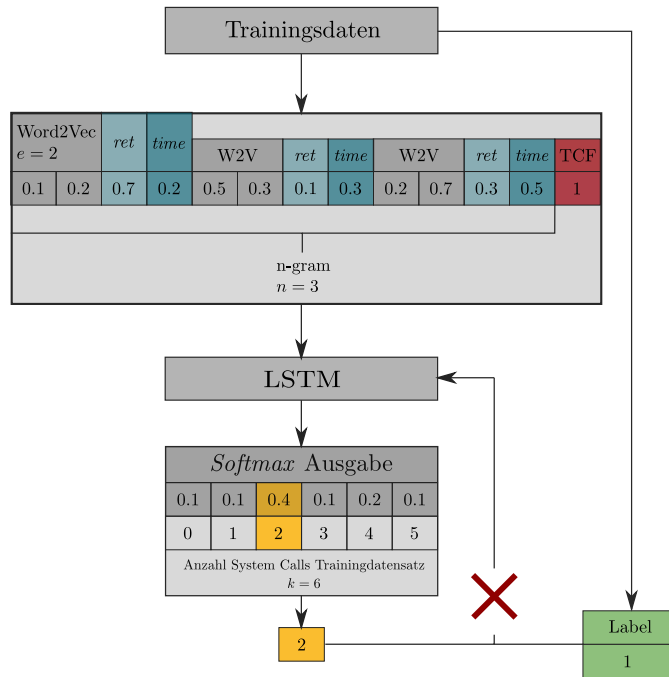 Trainingsdaten
Word2Vec
e = 2
ret
time
W2V
ret
time
W2V
ret
time
TCF
0.1 0.2 0.7 0.2 0.5 0.3 0.1 0.3 0.2 0.7 0.3 0.5 1
n-gram
n = 3
LSTM
Softmax Ausgabe
0.1 0.1 0.4 0.1 0.2 0.1
0 1 2 3 4 5
Anzahl System Calls Trainingdatensatz
k = 6
2
Label
1